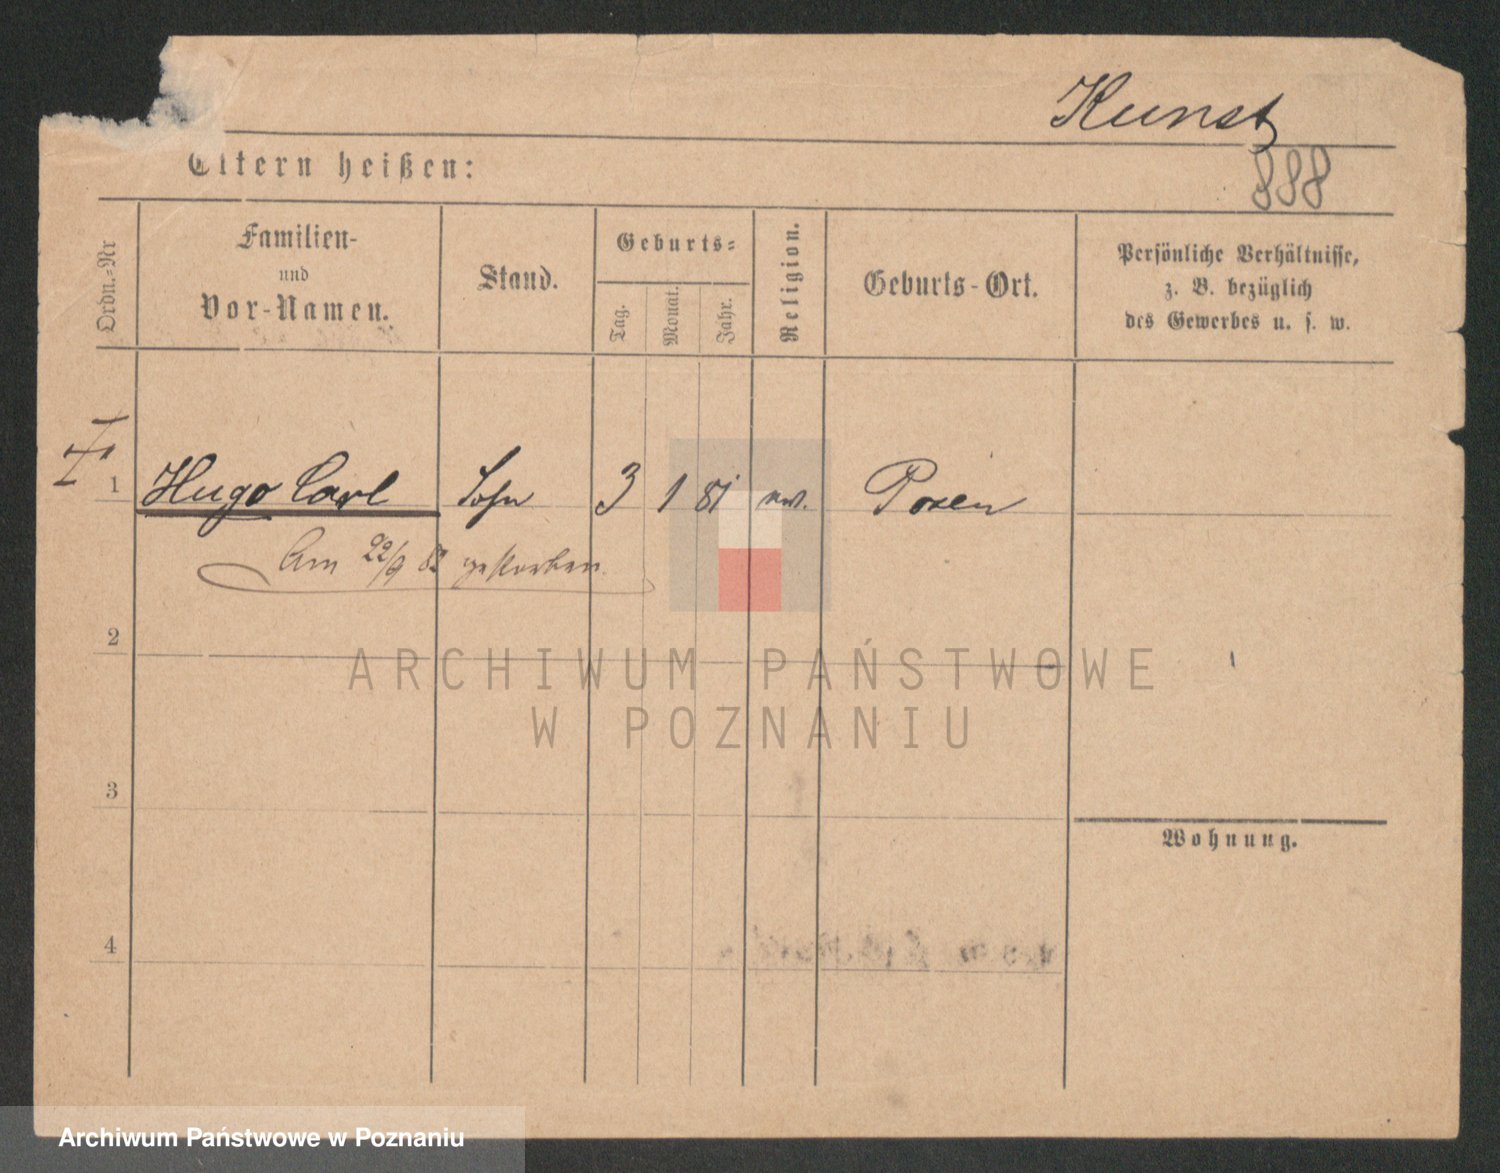 Kunst
888
Eltern heißen:
Ordn.-Nr
Familien-
und
Vor-Namen.
Stand.
Geburts-
Tag.
Monat.
Jahr.
Religion.
Geburts-Ort.
Persönliche Verhältnisse,
z. B. bezüglich
des Gewerbes u. s. w.
1 Hugo Carl Sohn 3 1 81 ev. Posen
Am 22/9 82 gestorben
2
3
Wohnung.
4
ARCHIWUM PAŃSTWOWE
W POZNANIU
Archiwum Państwowe w Poznaniu